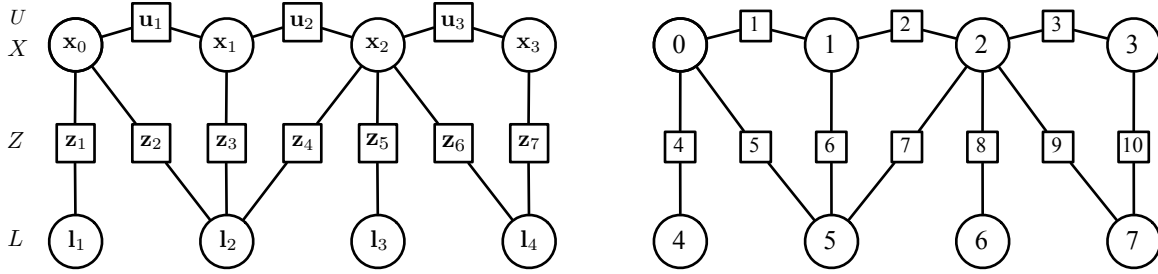 U u₁ u₂ u₃ 1 2 3
X x₀ x₁ x₂ x₃ 0 1 2 3
Z z₁ z₂ z₃ z₄ z₅ z₆ z₇ 4 5 6 7 8 9 10
L l₁ l₂ l₃ l₄ 4 5 6 7